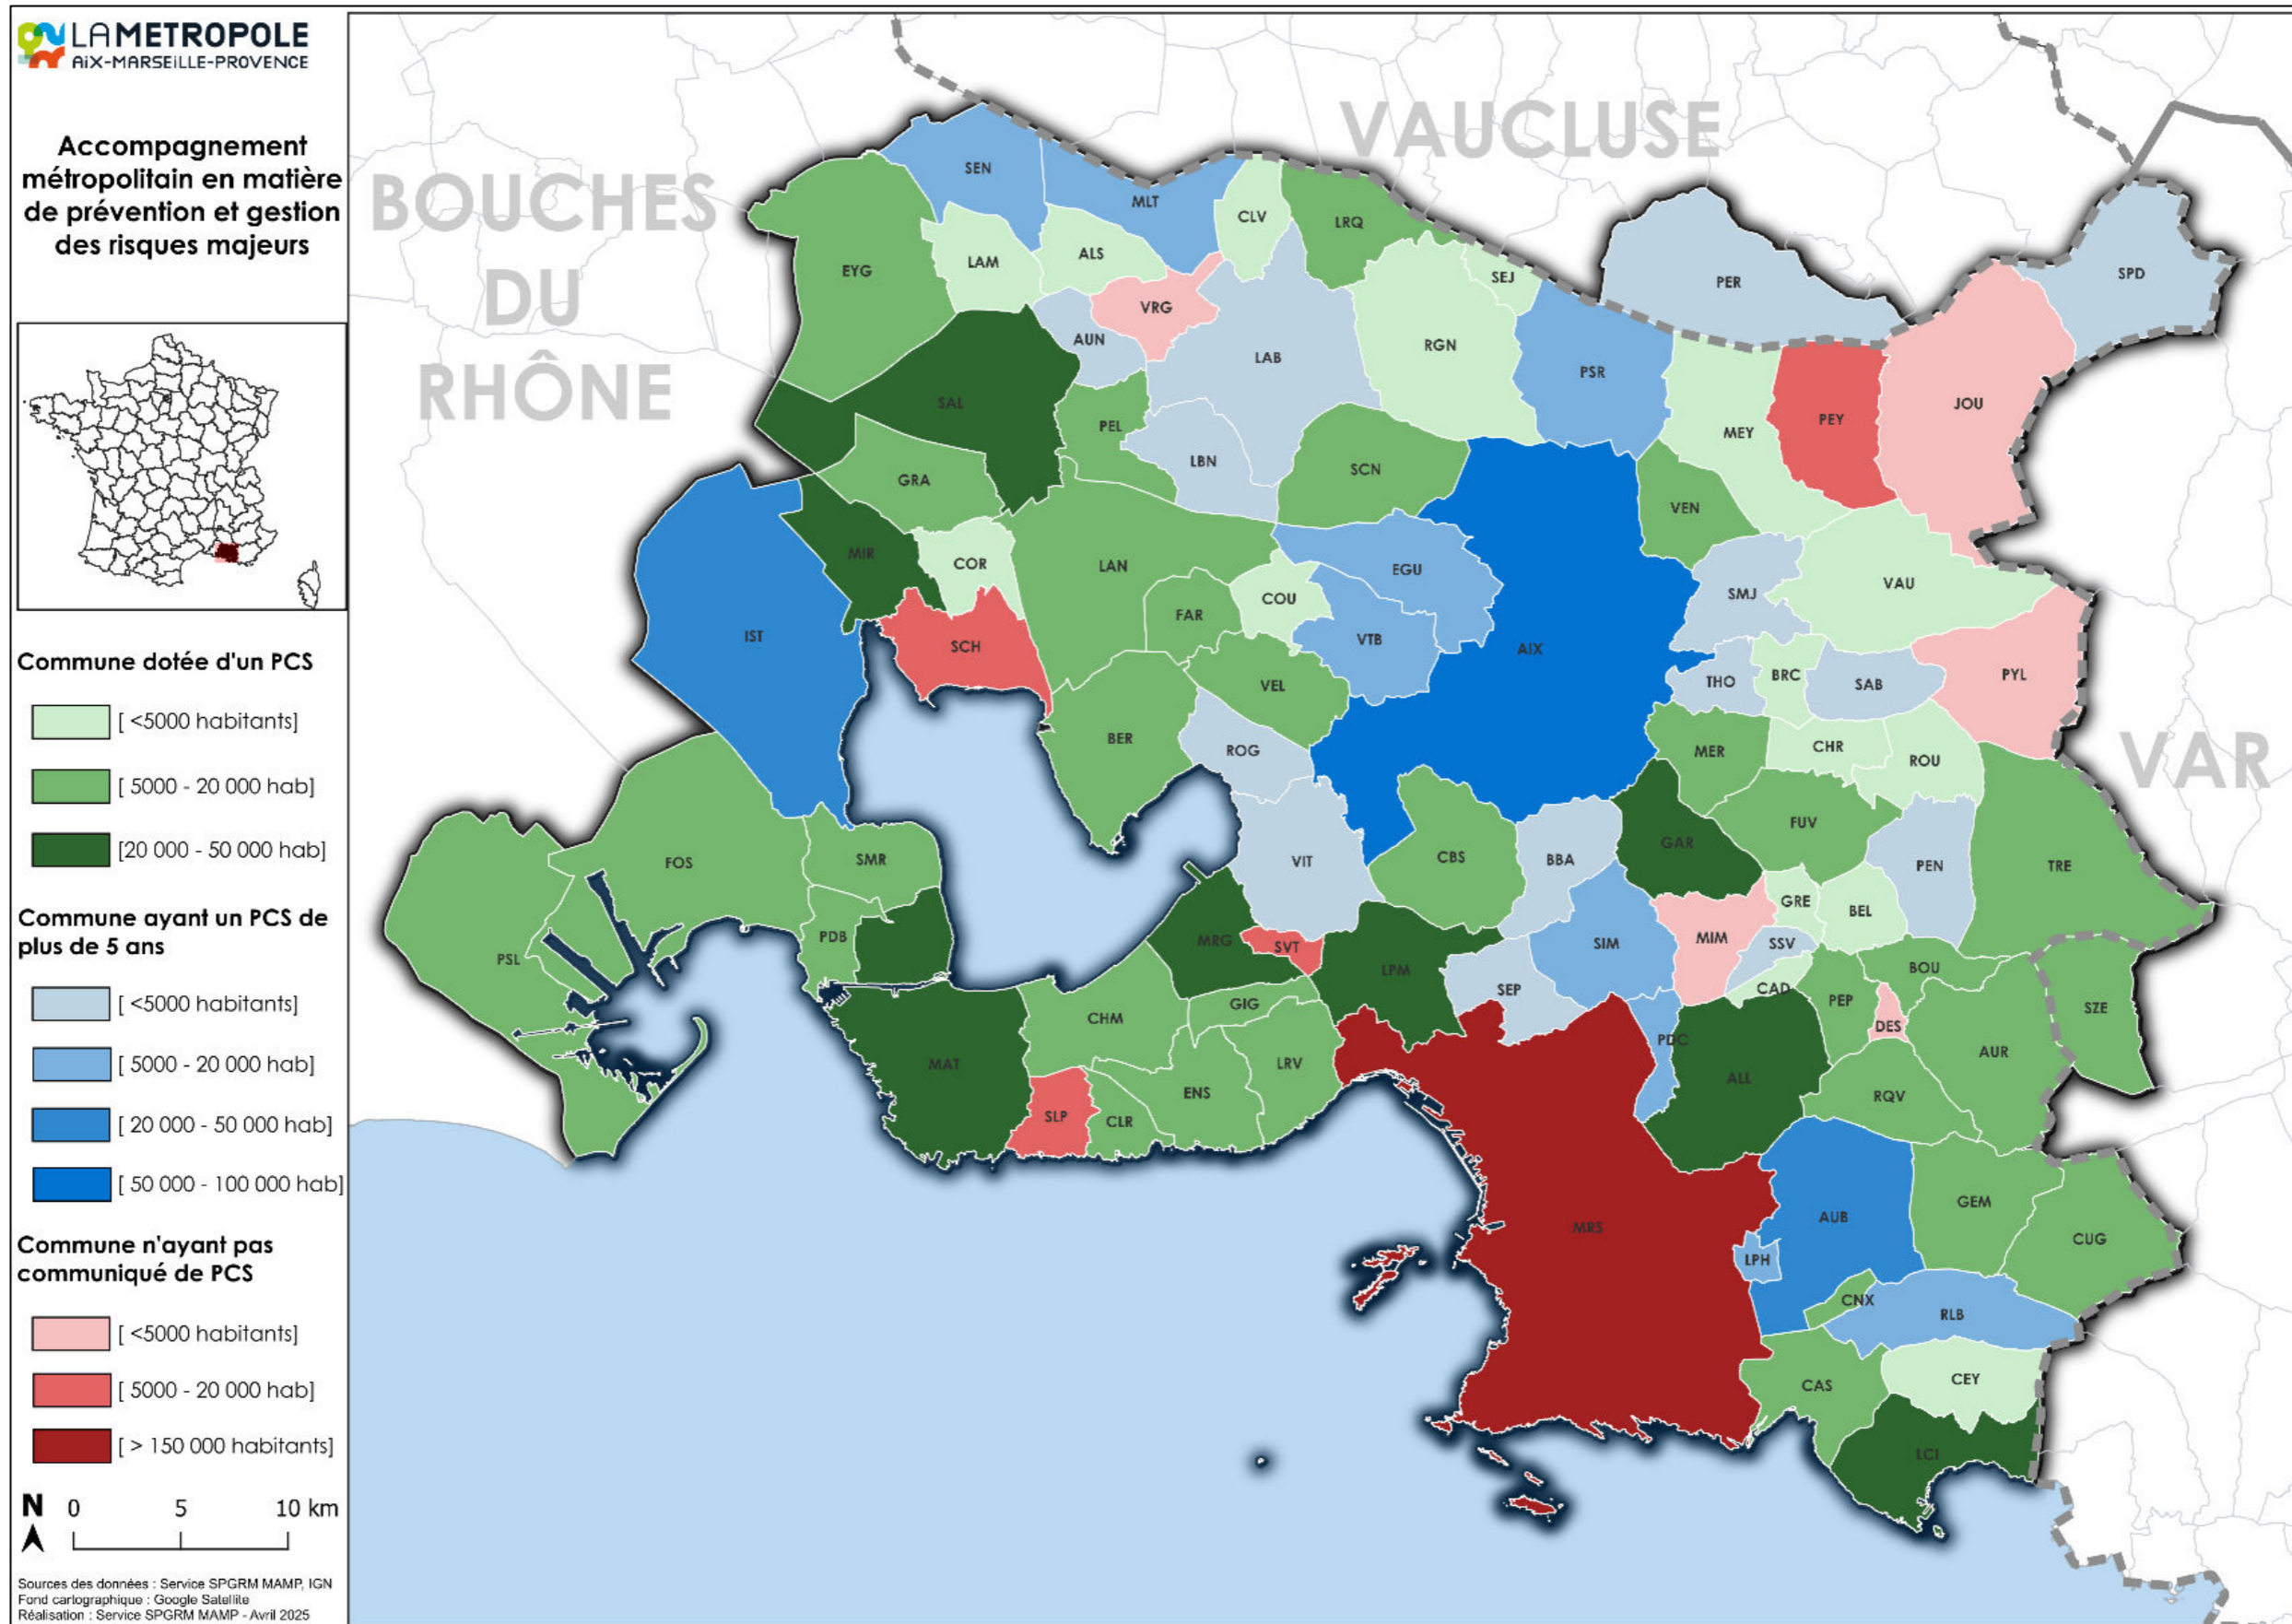 LAMETROPOLE
AIX-MARSEILLE-PROVENCE
Accompagnement
métropolitain en matière
de prévention et gestion
des risques majeurs
Commune dotée d'un PCS
[ <5000 habitants]
[ 5000 - 20 000 hab]
[20 000 - 50 000 hab]
Commune ayant un PCS de
plus de 5 ans
[ <5000 habitants]
[ 5000 - 20 000 hab]
[ 20 000 - 50 000 hab]
[ 50 000 - 100 000 hab]
Commune n'ayant pas
communiqué de PCS
[ <5000 habitants]
[ 5000 - 20 000 hab]
[ > 150 000 habitants]
N 0 5 10 km
Sources des données : Service SPGRM MAMP, IGN
Fond cartographique : Google Satellite
Réalisation : Service SPGRM MAMP - Avril 2025
VAUCLUSE
BOUCHES
DU
RHÔNE
VAR
SEN
MLT
CLV
LRQ
EYG
LAM
ALS
SEJ
PER
SPD
VRG
AUN
LAB
RGN
PSR
SAL
PEL
MEY
PEY
JOU
LBN
SCN
GRA
VEN
MIR
COR
LAN
EGU
VAU
SMJ
COU
FAR
IST
SCH
VTB
AIX
VEL
THO
BRC
SAB
PYL
BER
ROG
MER
CHR
ROU
FOS
SMR
VIT
CBS
BBA
GAR
FUV
PEN
TRE
GRE
BEL
PDB
MRG
SVT
SIM
MIM
SSV
PSL
LPM
SEP
CAD
BOU
PEP
SZE
GIG
CHM
DES
PDC
AUR
MAT
LRV
ALL
ENS
RQV
SLP
CLR
MRS
AUB
GEM
CUG
LPH
CNX
RLB
CAS
CEY
LCI